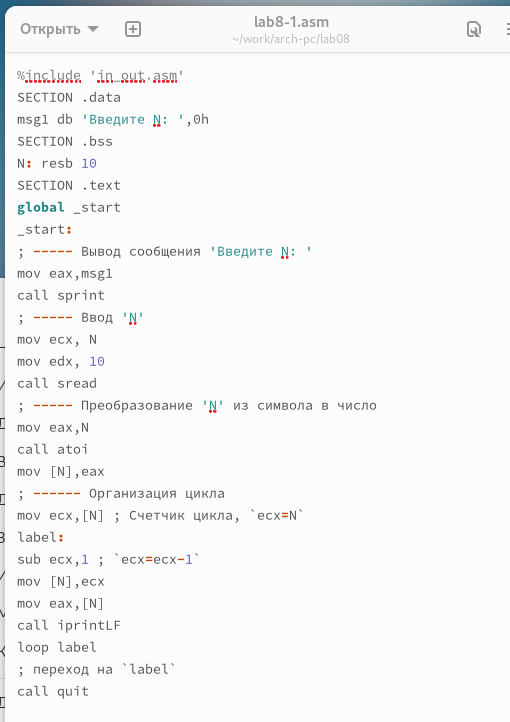 Открыть
lab8-1.asm
~/work/arch-pc/lab08
%include 'in_out.asm'
SECTION .data
msg1 db 'Введите N: ',0h
SECTION .bss
N: resb 10
SECTION .text
global _start
_start:
; ----- Вывод сообщения 'Введите N: '
mov eax,msg1
call sprint
; ----- Ввод 'N'
mov ecx, N
mov edx, 10
call sread
; ----- Преобразование 'N' из символа в число
mov eax,N
call atoi
mov [N],eax
; ------ Организация цикла
mov ecx,[N] ; Счетчик цикла, `ecx=N`
label:
sub ecx,1 ; `ecx=ecx-1`
mov [N],ecx
mov eax,[N]
call iprintLF
loop label
; переход на `label`
call quit